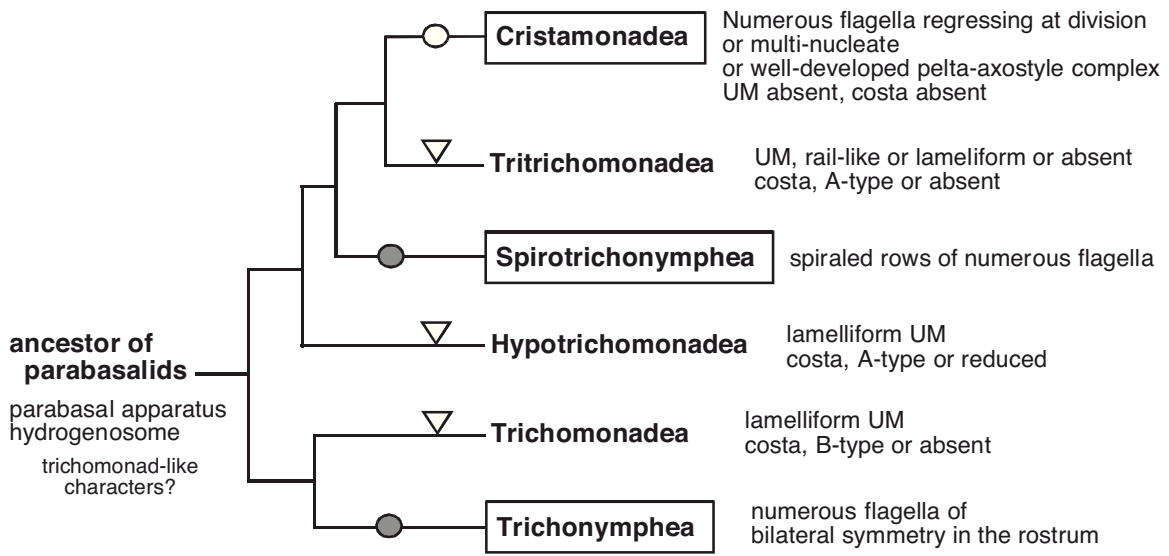 Cristamonadea
Numerous flagella regressing at division
or multi-nucleate
or well-developed pelta-axostyle complex
UM absent, costa absent
Tritrichomonadea
UM, rail-like or lameliform or absent
costa, A-type or absent
Spirotrichonymphea
spiraled rows of numerous flagella
Hypotrichomonadea
lamelliform UM
costa, A-type or reduced
ancestor of
parabasalids
parabasal apparatus
hydrogenosome
trichomonad-like
characters?
Trichomonadea
lamelliform UM
costa, B-type or absent
Trichonymphea
numerous flagella of
bilateral symmetry in the rostrum